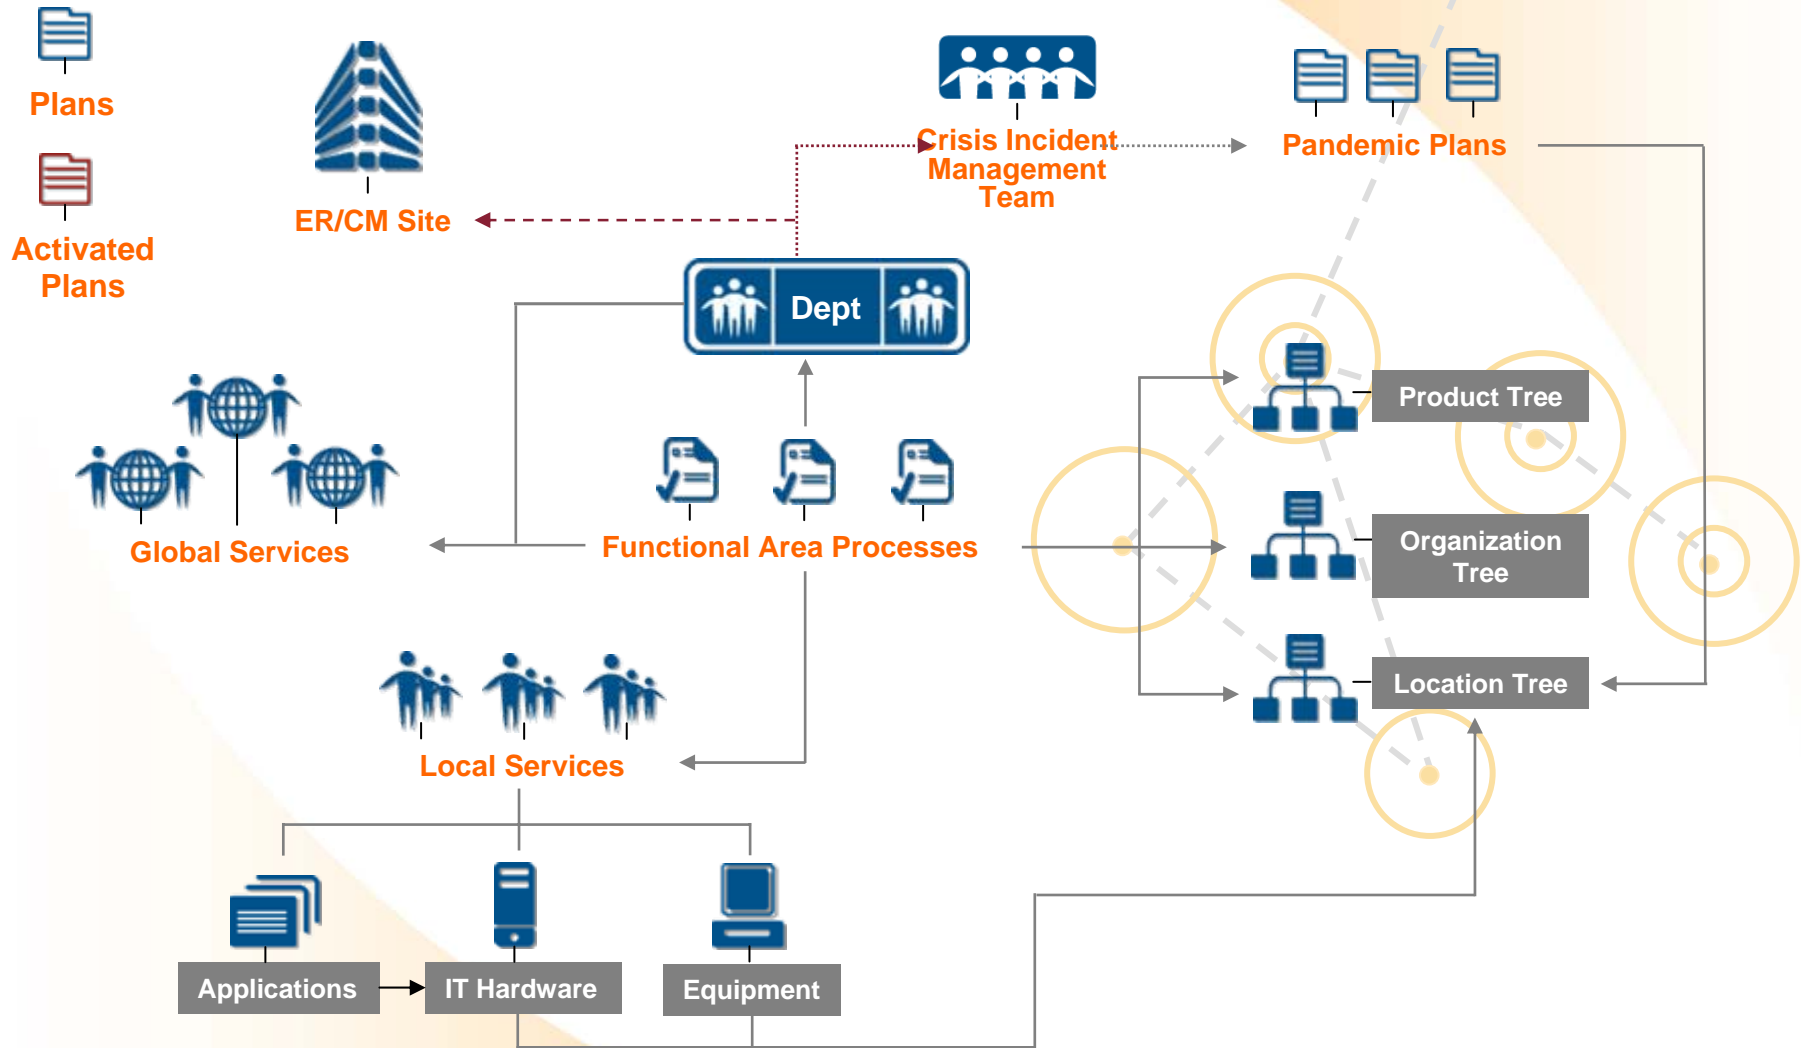 Plans
Activated
Plans
ER/CM Site
Crisis Incident
Management
Team
Pandemic Plans
Dept
Product Tree
Global Services
Functional Area Processes
Organization
Tree
Location Tree
Local Services
Applications
IT Hardware
Equipment